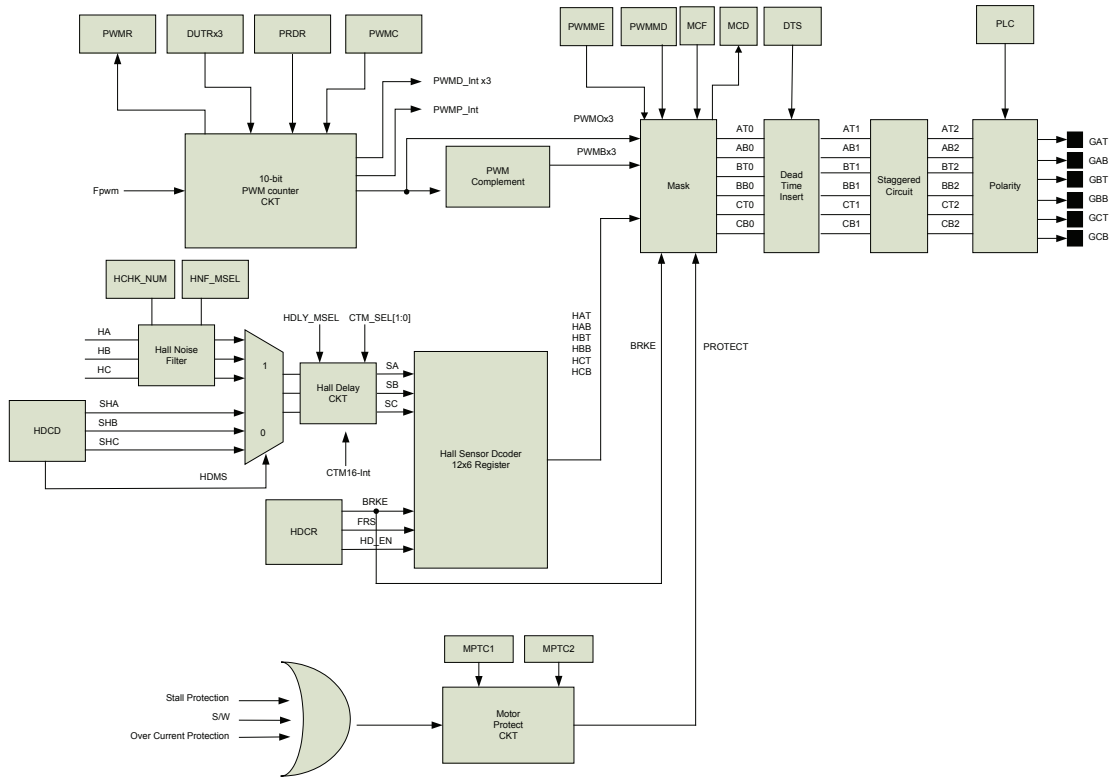 PWMR
DUTRx3
PRDR
PWMC
PWMME
PWMMD
MCF
MCD
DTS
PLC
PWMD_Int x3
PWMP_Int
PWMOx3
PWMBx3
Fpwm
10-bit
PWM counter
CKT
PWM
Complement
Mask
AT0
AB0
BT0
BB0
CT0
CB0
Dead
Time
Insert
AT1
AB1
BT1
BB1
CT1
CB1
Staggered
Circuit
AT2
AB2
BT2
BB2
CT2
CB2
Polarity
GAT
GAB
GBT
GBB
GCT
GCB
HCHK_NUM
HNF_MSEL
HA
HB
HC
Hall Noise
Filter
1
0
HDLY_MSEL
CTM_SEL[1:0]
Hall Delay
CKT
SA
SB
SC
CTM16-Int
HDCD
SHA
SHB
SHC
HDMS
Hall Sensor Dcoder
12x6 Register
HAT
HAB
HBT
HBB
HCT
HCB
BRKE
PROTECT
HDCR
BRKE
FRS
HD_EN
MPTC1
MPTC2
Stall Protection
S/W
Over Current Protection
Motor
Protect
CKT